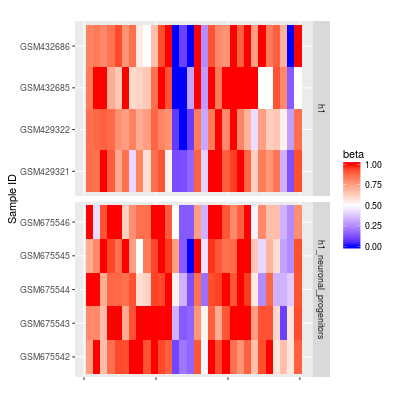 GSM432686
GSM432685
GSM429322
GSM429321
h1
GSM675546
GSM675545
GSM675544
GSM675543
GSM675542
h1_neuronal_progenitors
Sample ID
beta
1.00
0.75
0.50
0.25
0.00